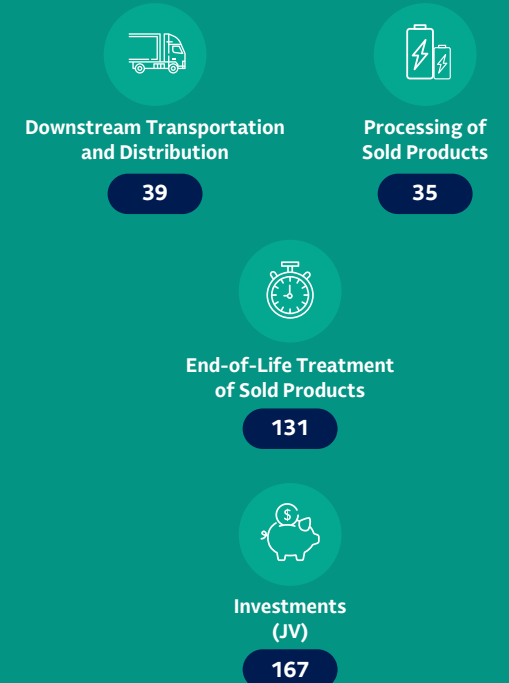 Downstream Transportation
and Distribution
39
Processing of
Sold Products
35
End-of-Life Treatment
of Sold Products
131
$
Investments
(JV)
167